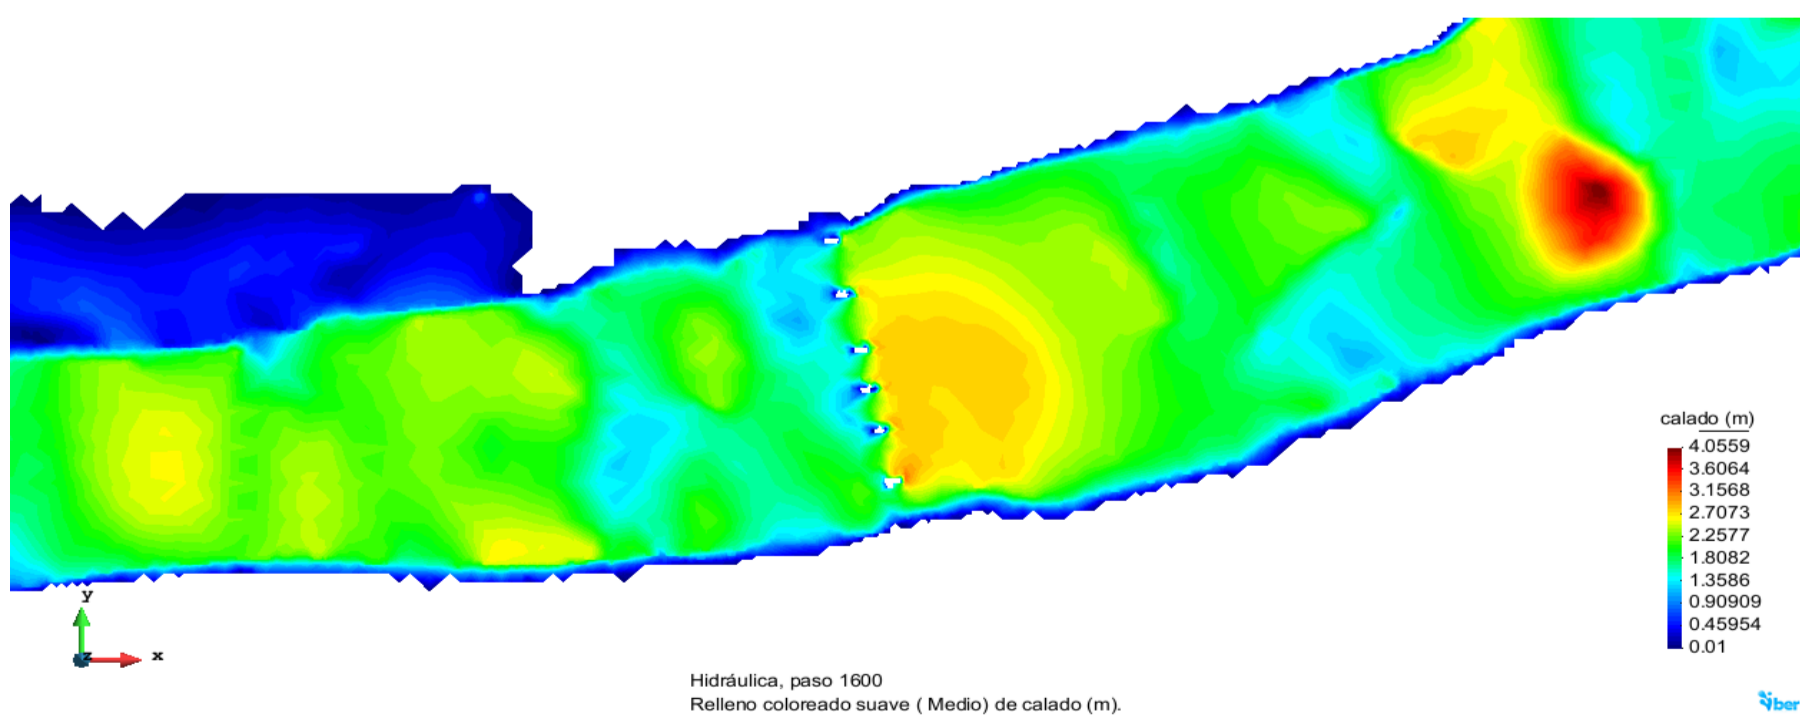 calado (m)
4.0559
3.6064
3.1568
2.7073
2.2577
1.8082
1.3586
0.90909
0.45954
0.01
y
z
x
Hidráulica, paso 1600
Relleno coloreado suave ( Medio) de calado (m).
iber